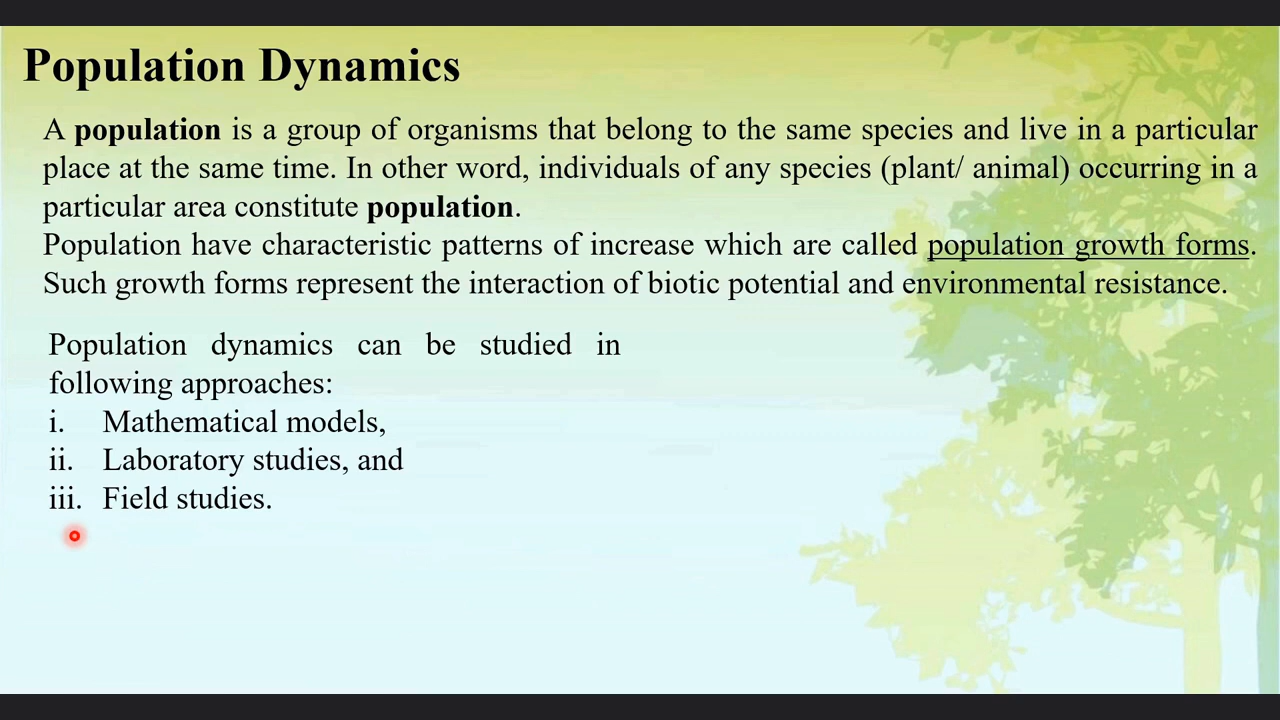 Population Dynamics
A population is a group of organisms that belong to the same species and live in a particular
place at the same time. In other word, individuals of any species (plant/ animal) occurring in a
particular area constitute population.
Population have characteristic patterns of increase which are called population growth forms.
Such growth forms represent the interaction of biotic potential and environmental resistance.
Population dynamics can be studied in
following approaches:
i. Mathematical models,
ii. Laboratory studies, and
iii. Field studies.